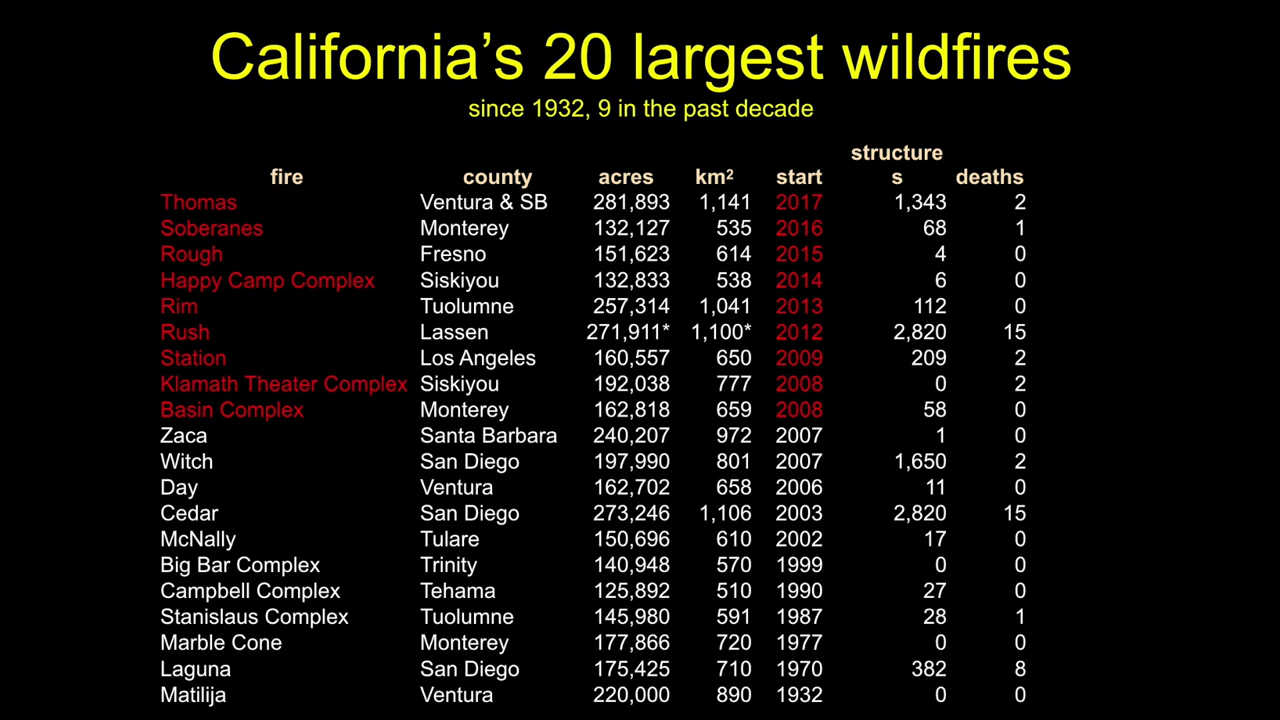 California’s 20 largest wildfires
since 1932, 9 in the past decade
structure
fire county acres km² start s deaths
Thomas Ventura & SB 281,893 1,141 2017 1,343 2
Soberanes Monterey 132,127 535 2016 68 1
Rough Fresno 151,623 614 2015 4 0
Happy Camp Complex Siskiyou 132,833 538 2014 6 0
Rim Tuolumne 257,314 1,041 2013 112 0
Rush Lassen 271,911* 1,100* 2012 2,820 15
Station Los Angeles 160,557 650 2009 209 2
Klamath Theater Complex Siskiyou 192,038 777 2008 0 2
Basin Complex Monterey 162,818 659 2008 58 0
Zaca Santa Barbara 240,207 972 2007 1 0
Witch San Diego 197,990 801 2007 1,650 2
Day Ventura 162,702 658 2006 11 0
Cedar San Diego 273,246 1,106 2003 2,820 15
McNally Tulare 150,696 610 2002 17 0
Big Bar Complex Trinity 140,948 570 1999 0 0
Campbell Complex Tehama 125,892 510 1990 27 0
Stanislaus Complex Tuolumne 145,980 591 1987 28 1
Marble Cone Monterey 177,866 720 1977 0 0
Laguna San Diego 175,425 710 1970 382 8
Matilija Ventura 220,000 890 1932 0 0